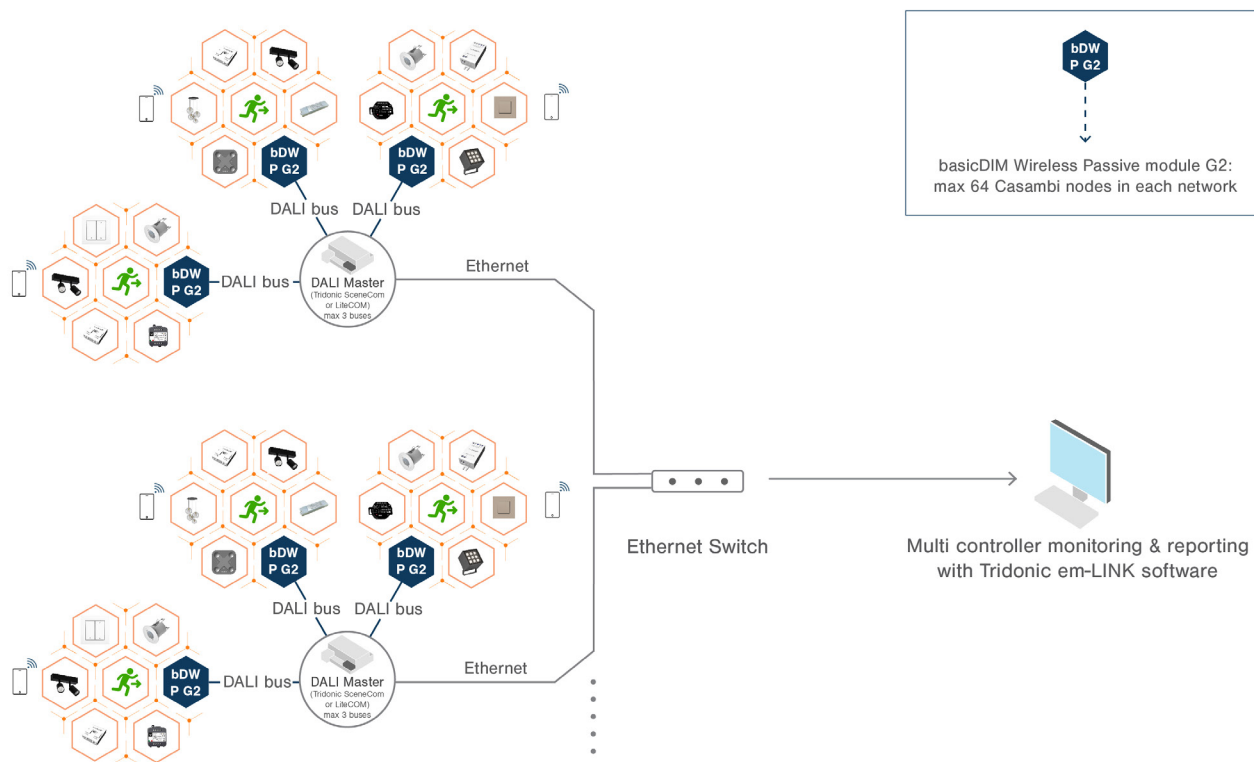 bDW
P G2
bDW
P G2
DALI bus
DALI bus
bDW
P G2
DALI bus
DALI Master
(Tridonic SceneCom
or LiteCOM)
max 3 buses
Ethernet
bDW
P G2
basicDIM Wireless Passive module G2:
max 64 Casambi nodes in each network
bDW
P G2
bDW
P G2
DALI bus
DALI bus
bDW
P G2
DALI bus
DALI Master
(Tridonic SceneCom
or LiteCOM)
max 3 buses
Ethernet
Ethernet Switch
Multi controller monitoring & reporting
with Tridonic em-LINK software